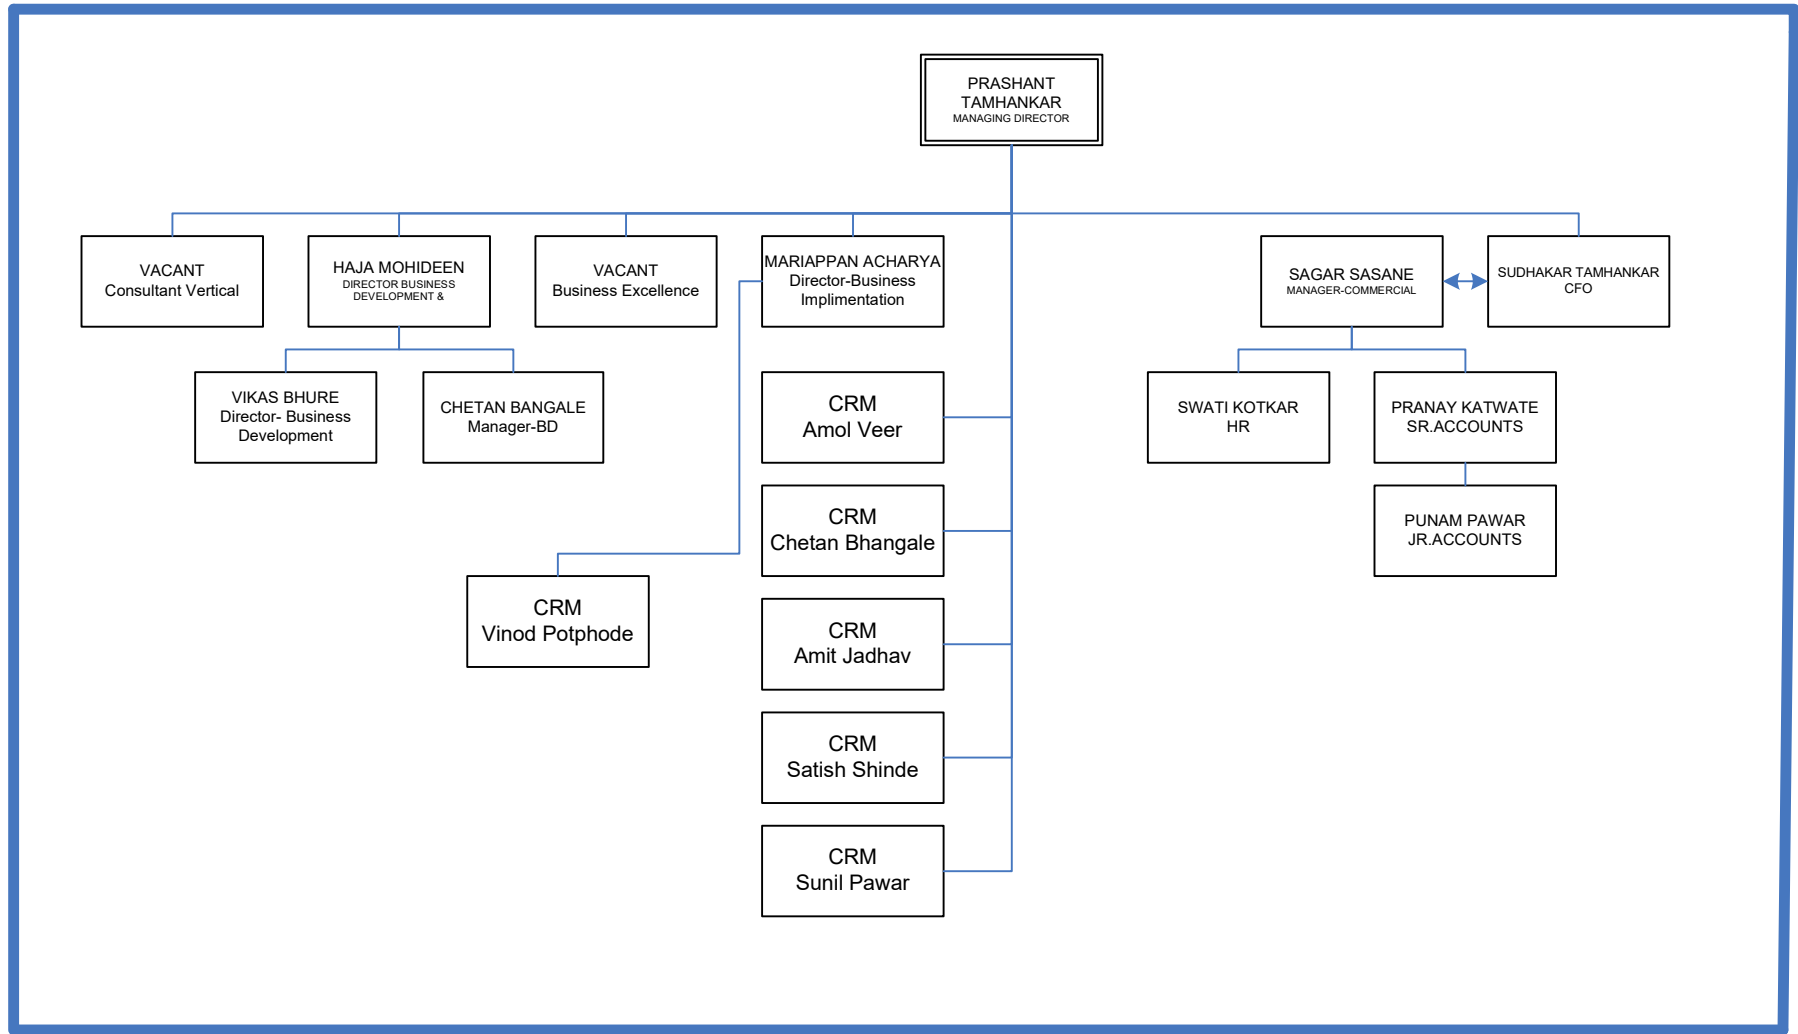 PRASHANT
TAMHANKAR
MANAGING DIRECTOR
VACANT
Consultant Vertical
HAJA MOHIDEEN
DIRECTOR BUSINESS
DEVELOPMENT &
VACANT
Business Excellence
MARIAPPAN ACHARYA
Director-Business
Implimentation
SAGAR SASANE
MANAGER-COMMERCIAL
SUDHAKAR TAMHANKAR
CFO
VIKAS BHURE
Director- Business
Development
CHETAN BANGALE
Manager-BD
CRM
Amol Veer
SWATI KOTKAR
HR
PRANAY KATWATE
SR.ACCOUNTS
CRM
Chetan Bhangale
PUNAM PAWAR
JR.ACCOUNTS
CRM
Vinod Potphode
CRM
Amit Jadhav
CRM
Satish Shinde
CRM
Sunil Pawar